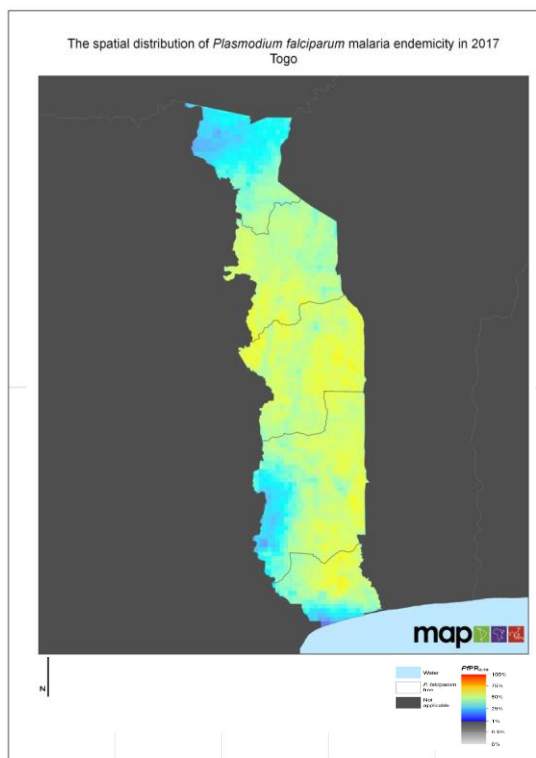 The spatial distribution of Plasmodium falciparum malaria endemicity in 2017
Togo
map
N
Water
P. falciparum
free
Not
applicable
PfPR2-10
100%
75%
50%
25%
1%
0.5%
0%